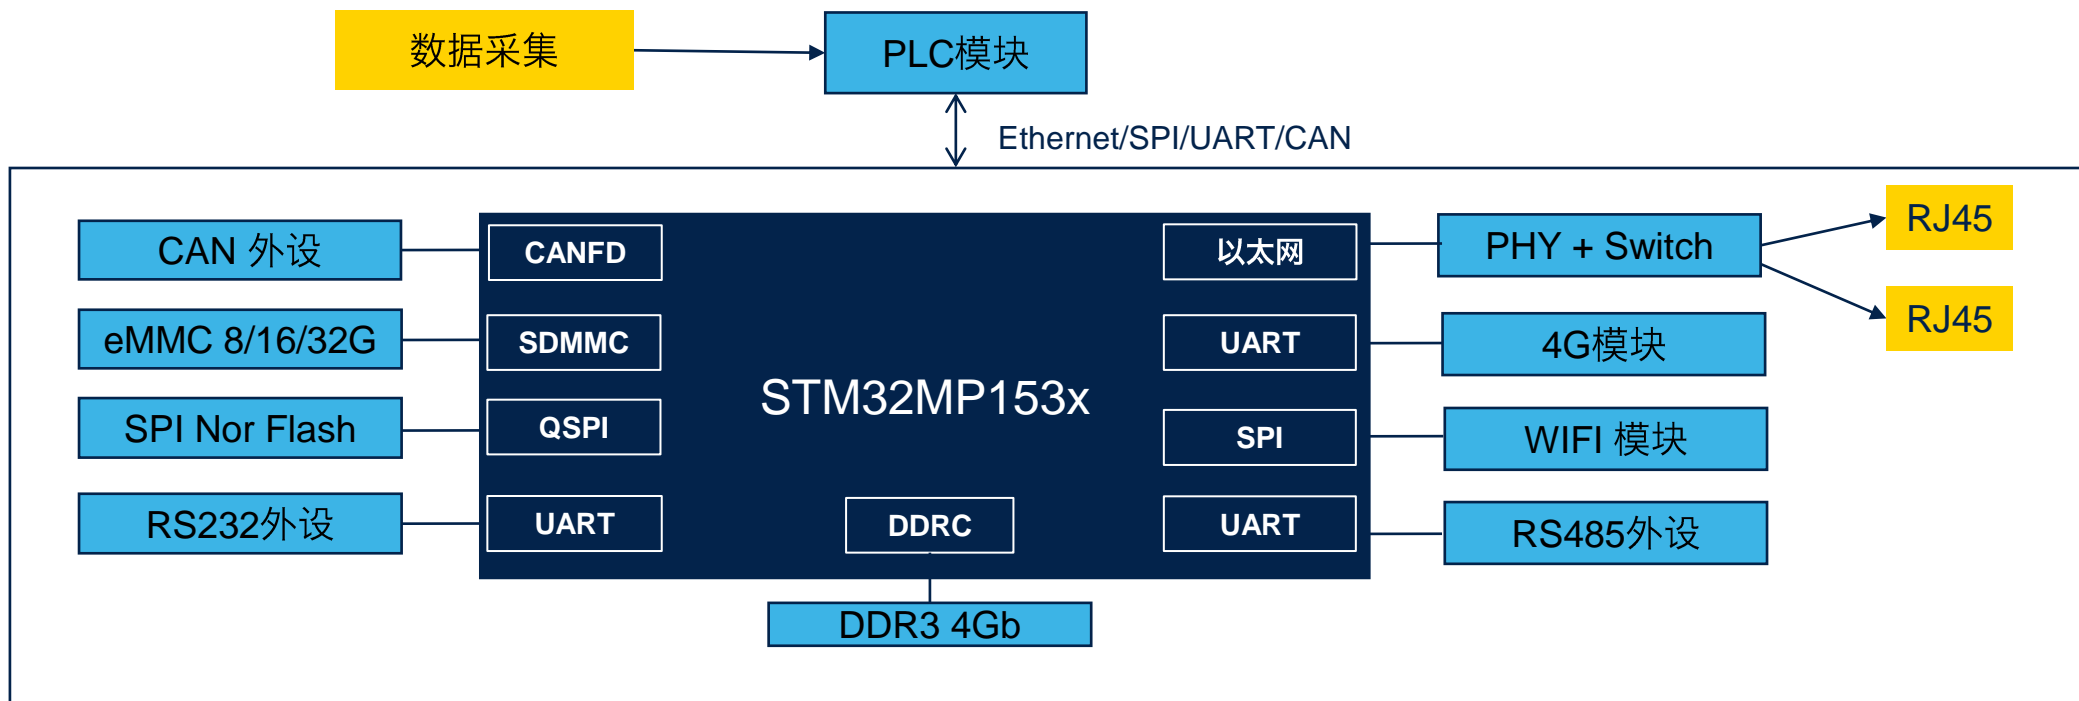 数据采集
PLC模块
Ethernet/SPI/UART/CAN
CAN 外设
CANFD
以太网
PHY + Switch
RJ45
RJ45
eMMC 8/16/32G
SDMMC
UART
4G模块
STM32MP153x
SPI Nor Flash
QSPI
SPI
WIFI 模块
RS232外设
UART
DDRC
UART
RS485外设
DDR3 4Gb